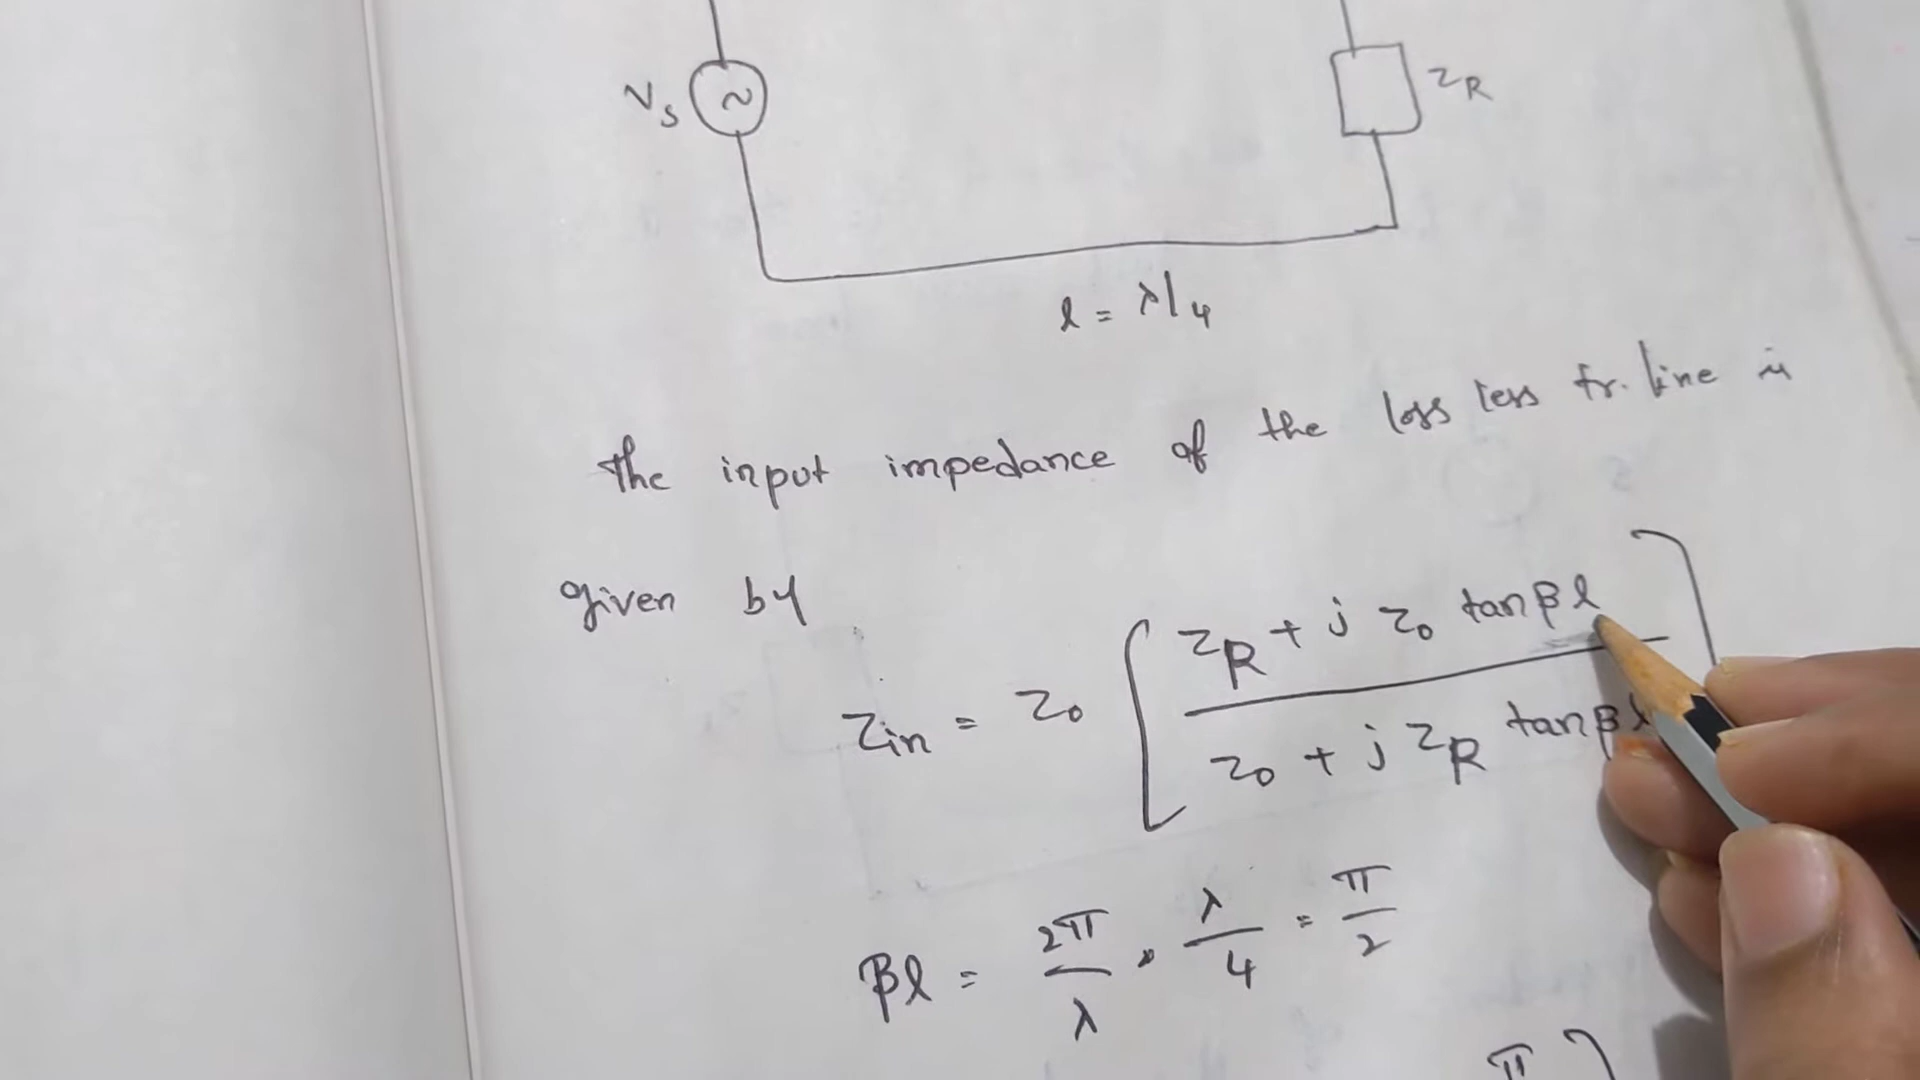 Vs ~ ZR
l = λ/4
The input impedance of the loss less tr. line is
given by
Zin = Z0 [ (ZR + j Z0 tan βl) / (Z0 + j ZR tan βl) ]
βl = 2π/λ . λ/4 = π/2
π ]